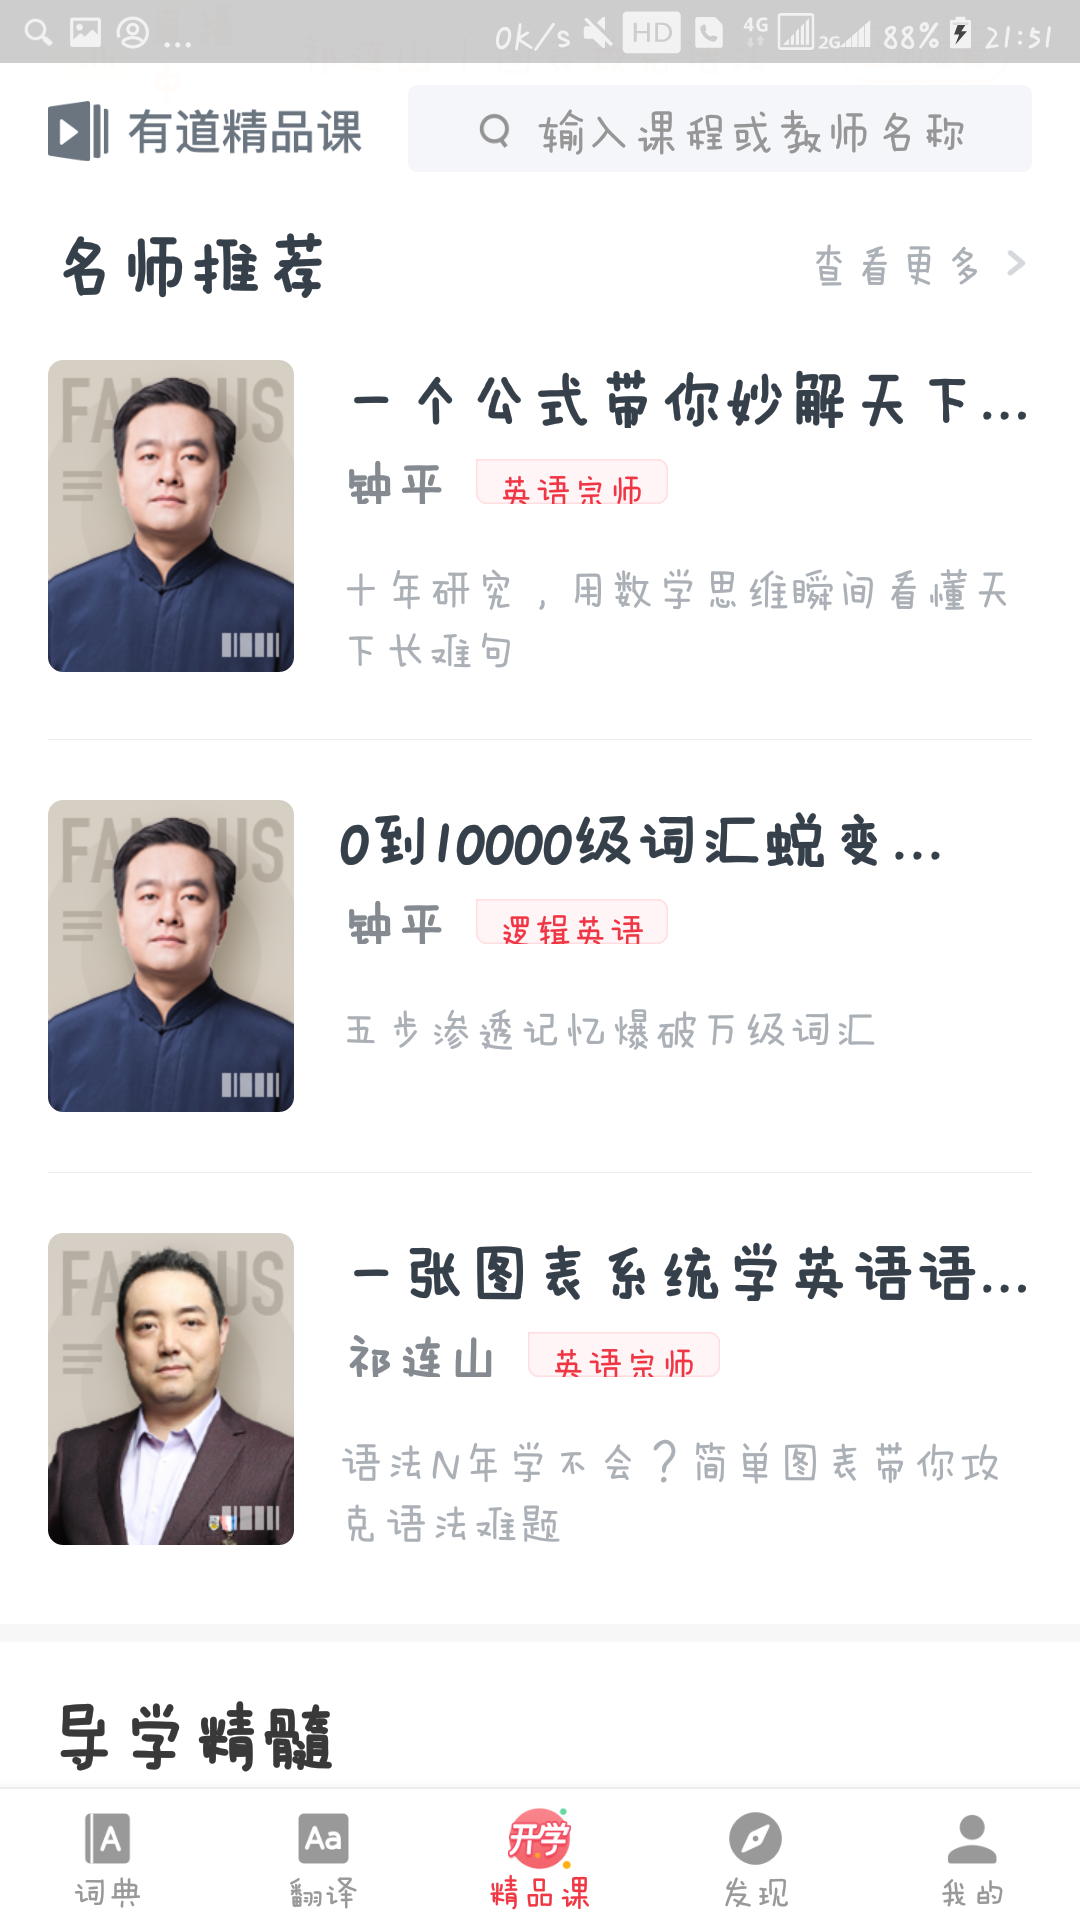 0k/s HD 4G 2G 88% 21:51
有道精品课 输入课程或教师名称
名师推荐 查看更多
FAMOUS
一个公式带你妙解天下...
钟平 英语宗师
十年研究，用数学思维瞬间看懂天
下长难句
FAMOUS
0到10000级词汇蜕变...
钟平 逻辑英语
五步渗透记忆爆破万级词汇
FAMOUS
一张图表系统学英语语...
祁连山 英语宗师
语法N年学不会？简单图表带你攻
克语法难题
导学精髓
A Aa 开学
词典 翻译 精品课 发现 我的